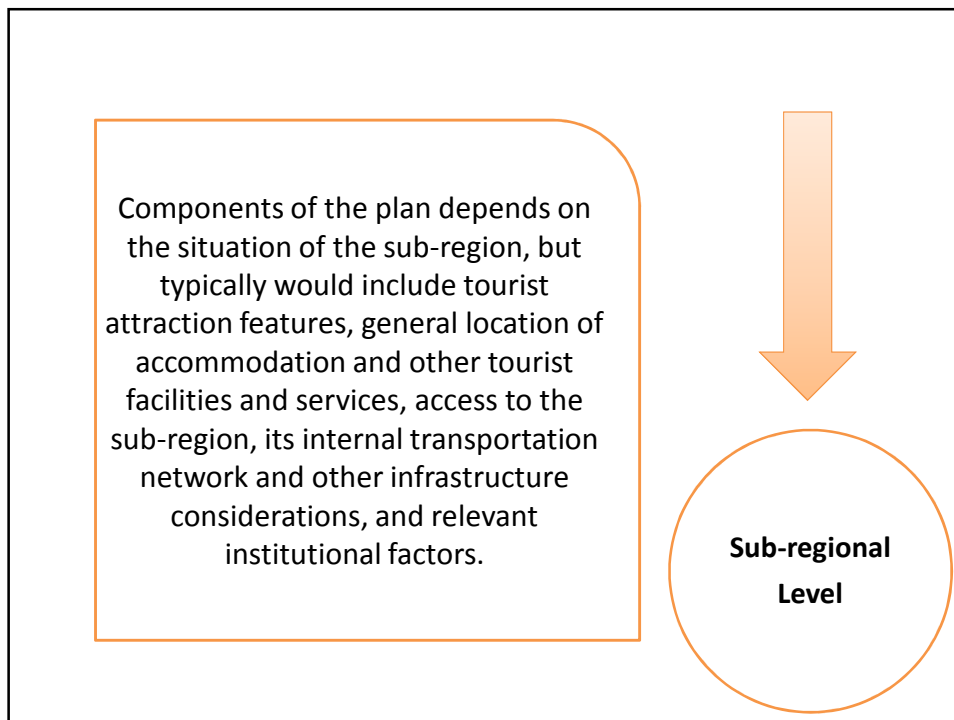 Components of the plan depends on
the situation of the sub-region, but
typically would include tourist
attraction features, general location of
accommodation and other tourist
facilities and services, access to the
sub-region, its internal transportation
network and other infrastructure
considerations, and relevant
institutional factors.
Sub-regional
Level